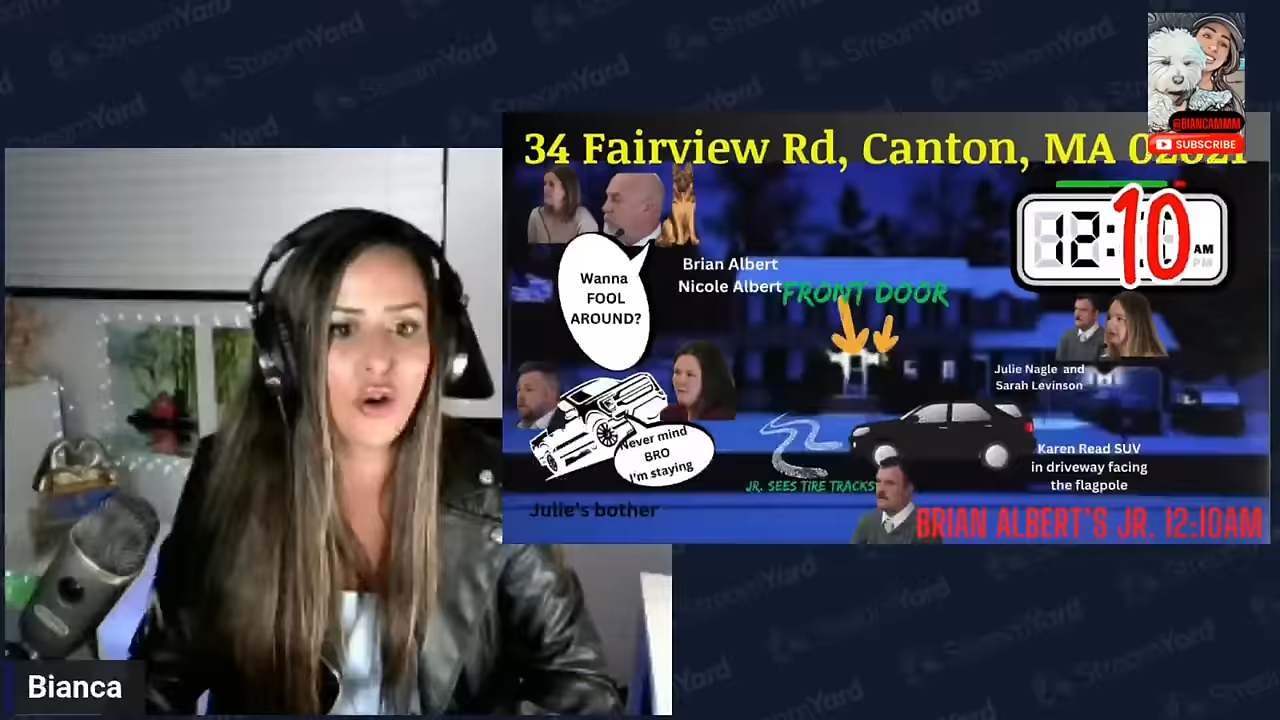 StreamYard
@BIANCAMMM
SUBSCRIBE
34 Fairview Rd, Canton, MA 02021
12:10
AM
PM
Wanna
FOOL
AROUND?
Brian Albert
Nicole Albert
FRONT DOOR
Julie Nagle and
Sarah Levinson
Never mind
BRO
I'm staying
Karen Read SUV
in driveway facing
the flagpole
JR. SEES TIRE TRACKS
Julie's bother
BRIAN ALBERT'S JR. 12:10AM
Bianca